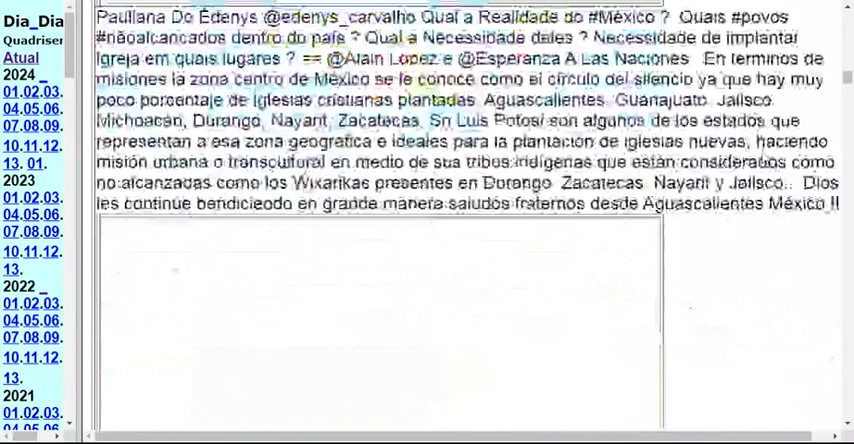 Dia_Dia
Quadriser
Atual
2024 _
01.02.03.
04.05.06.
07.08.09.
10.11.12.
13. 01.
2023
01.02.03.
04.05.06.
07.08.09.
10.11.12.
13.
2022 _
01.02.03.
04.05.06.
07.08.09.
10.11.12.
13.
2021
01.02.03.
04.05.06
Pauliana De Edenys @edenys_carvalho Qual a Realidade do #México ? Quais #povos
#nãoalcancados dentro do país ? Qual a Necessidade deles ? Necessidade de implantar
Igreja em quais lugares ? == @Alain Lopez e @Esperanza A Las Naciones En terminos de
misiones la zona centro de México se le conoce como el círculo del silencio ya que hay muy
poco porcentaje de Iglesias cristianas plantadas Aguascalientes Guanajuato Jalisco
Michoacán, Durango, Nayarit, Zacatecas, Sn Luis Potosí son algunos de los estados que
representan a esa zona geográfica e ideales para la plantación de iglesias nuevas, haciendo
misión urbana o transcultural en medio de sus tribus indígenas que están considerados como
no alcanzadas como los Wixarikas presentes en Durango Zacatecas Nayarit y Jalisco.. Dios
les continue bendiciendo en grande manera saludos fraternos desde Aguascalientes México !!